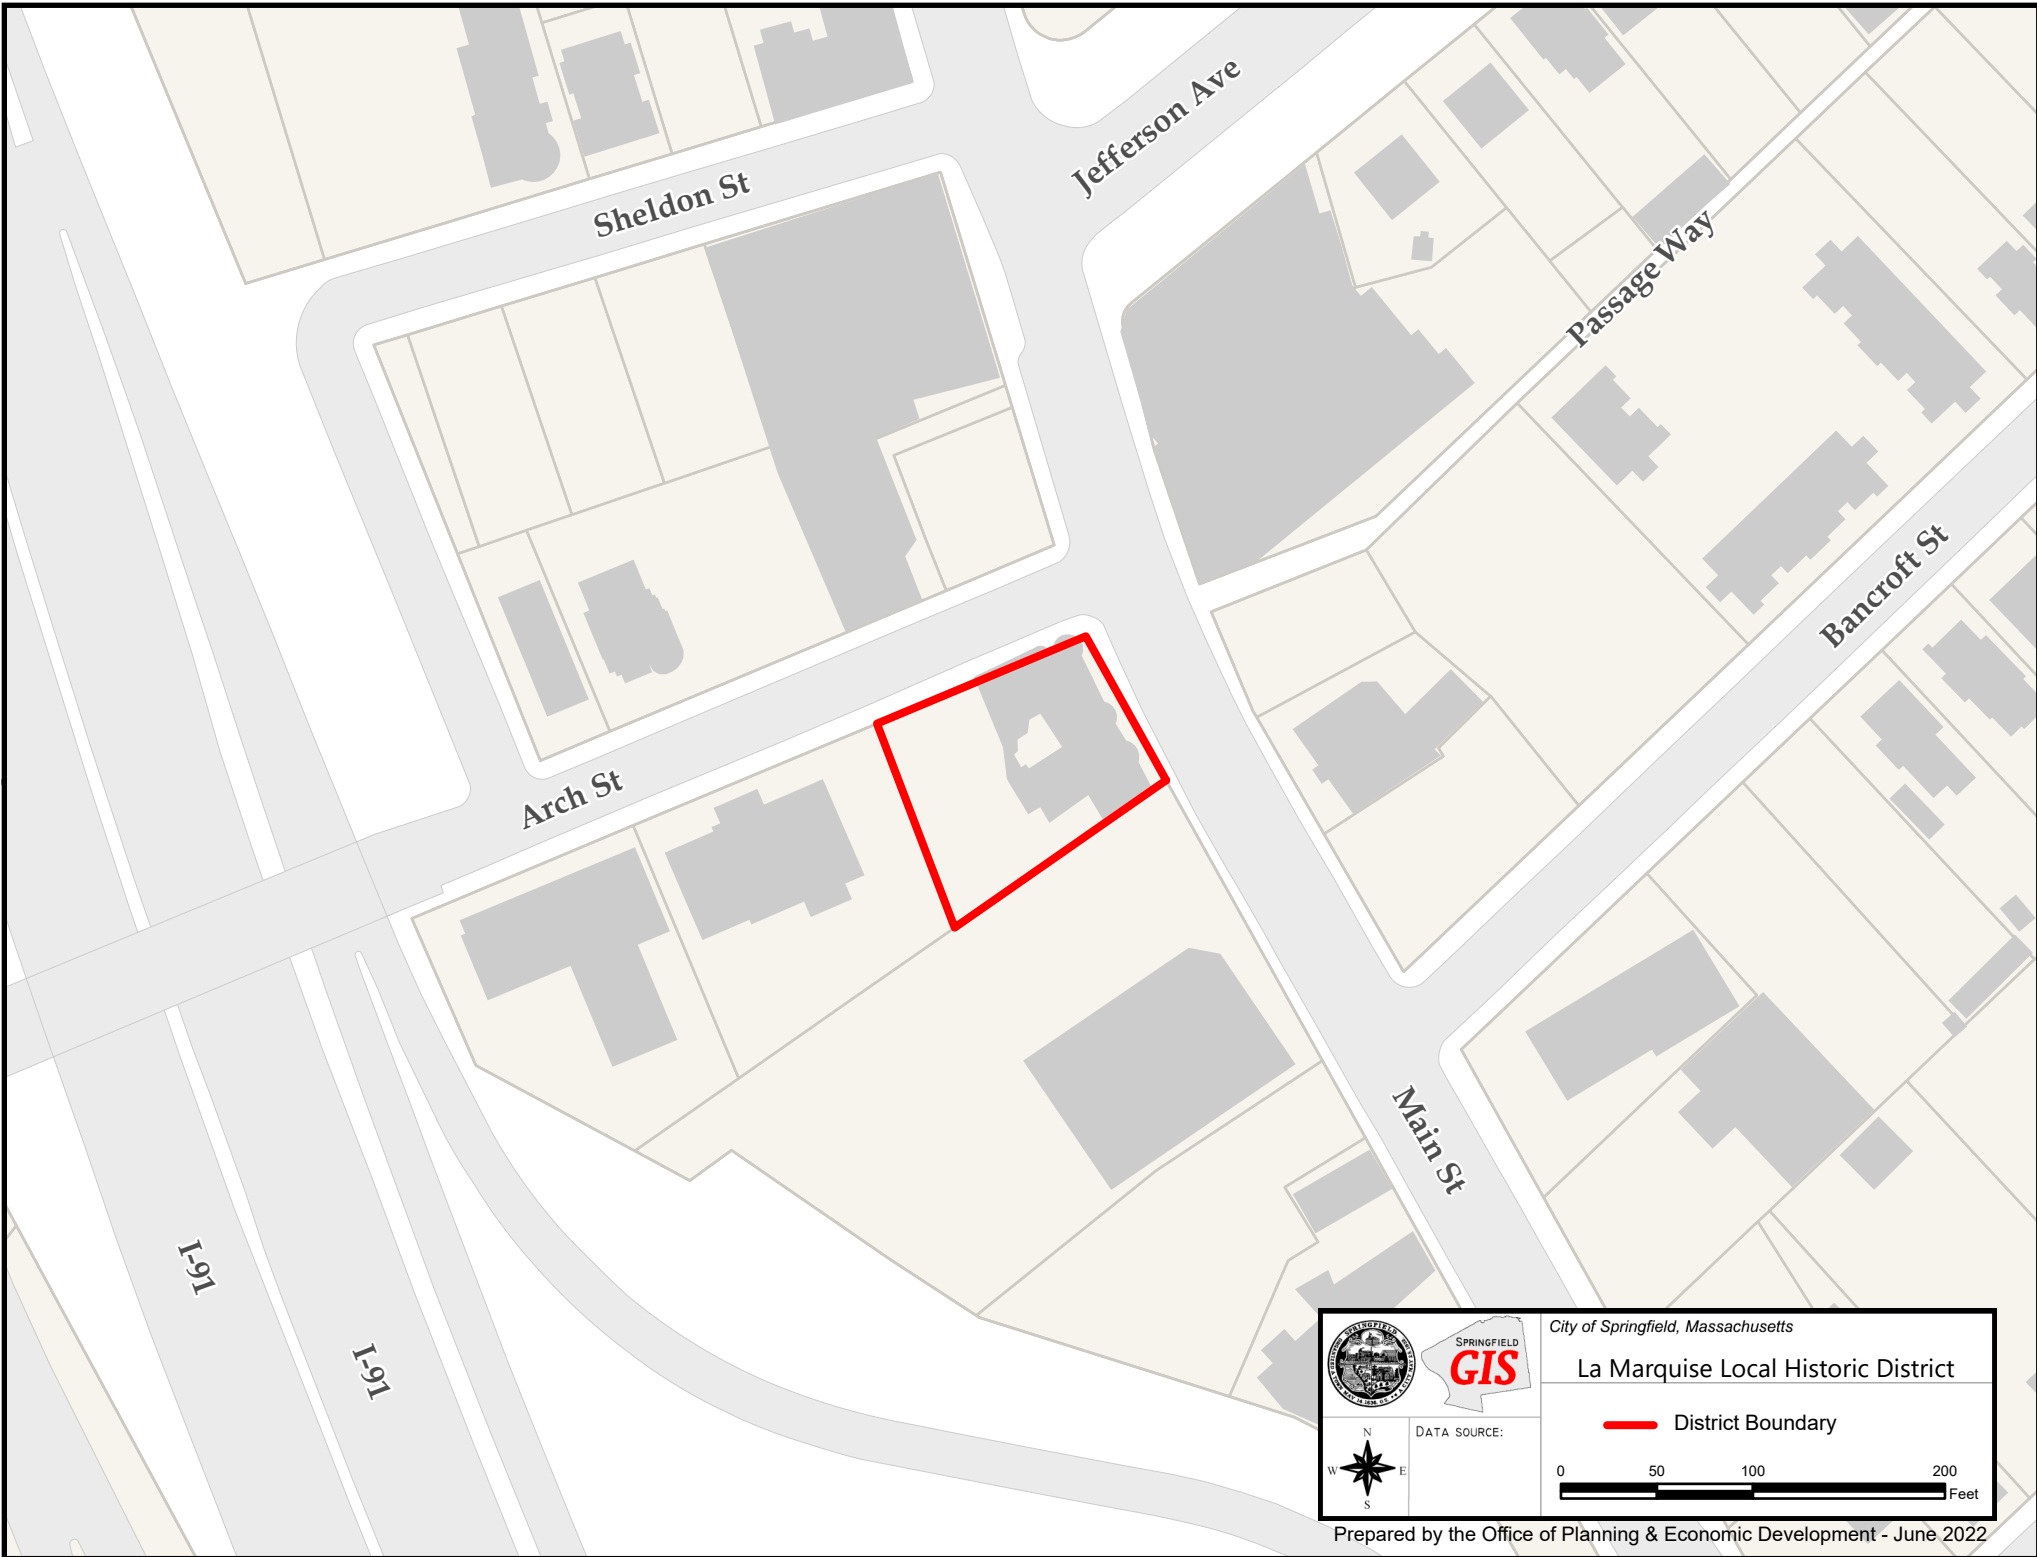 Jefferson Ave
Sheldon St
Passage Way
Bancroft St
Arch St
Main St
I-91
I-91
SPRINGFIELD
SPRINGFIELD
GIS
City of Springfield, Massachusetts
La Marquise Local Historic District
District Boundary
N
W
E
S
DATA SOURCE:
0 50 100 200
Feet
Prepared by the Office of Planning & Economic Development - June 2022